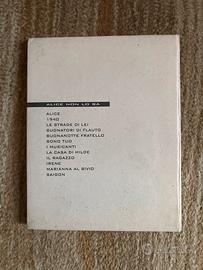 ALICE NON LO SA
ALICE
1940
LE STRADE DI LEI
SUONATORI DI FLAUTO
BUONANOTTE FRATELLO
SONO TUO
I MUSICANTI
LA CASA DI HILDE
IL RAGAZZO
IRENE
MARIANNA AL BIVIO
SAIGON